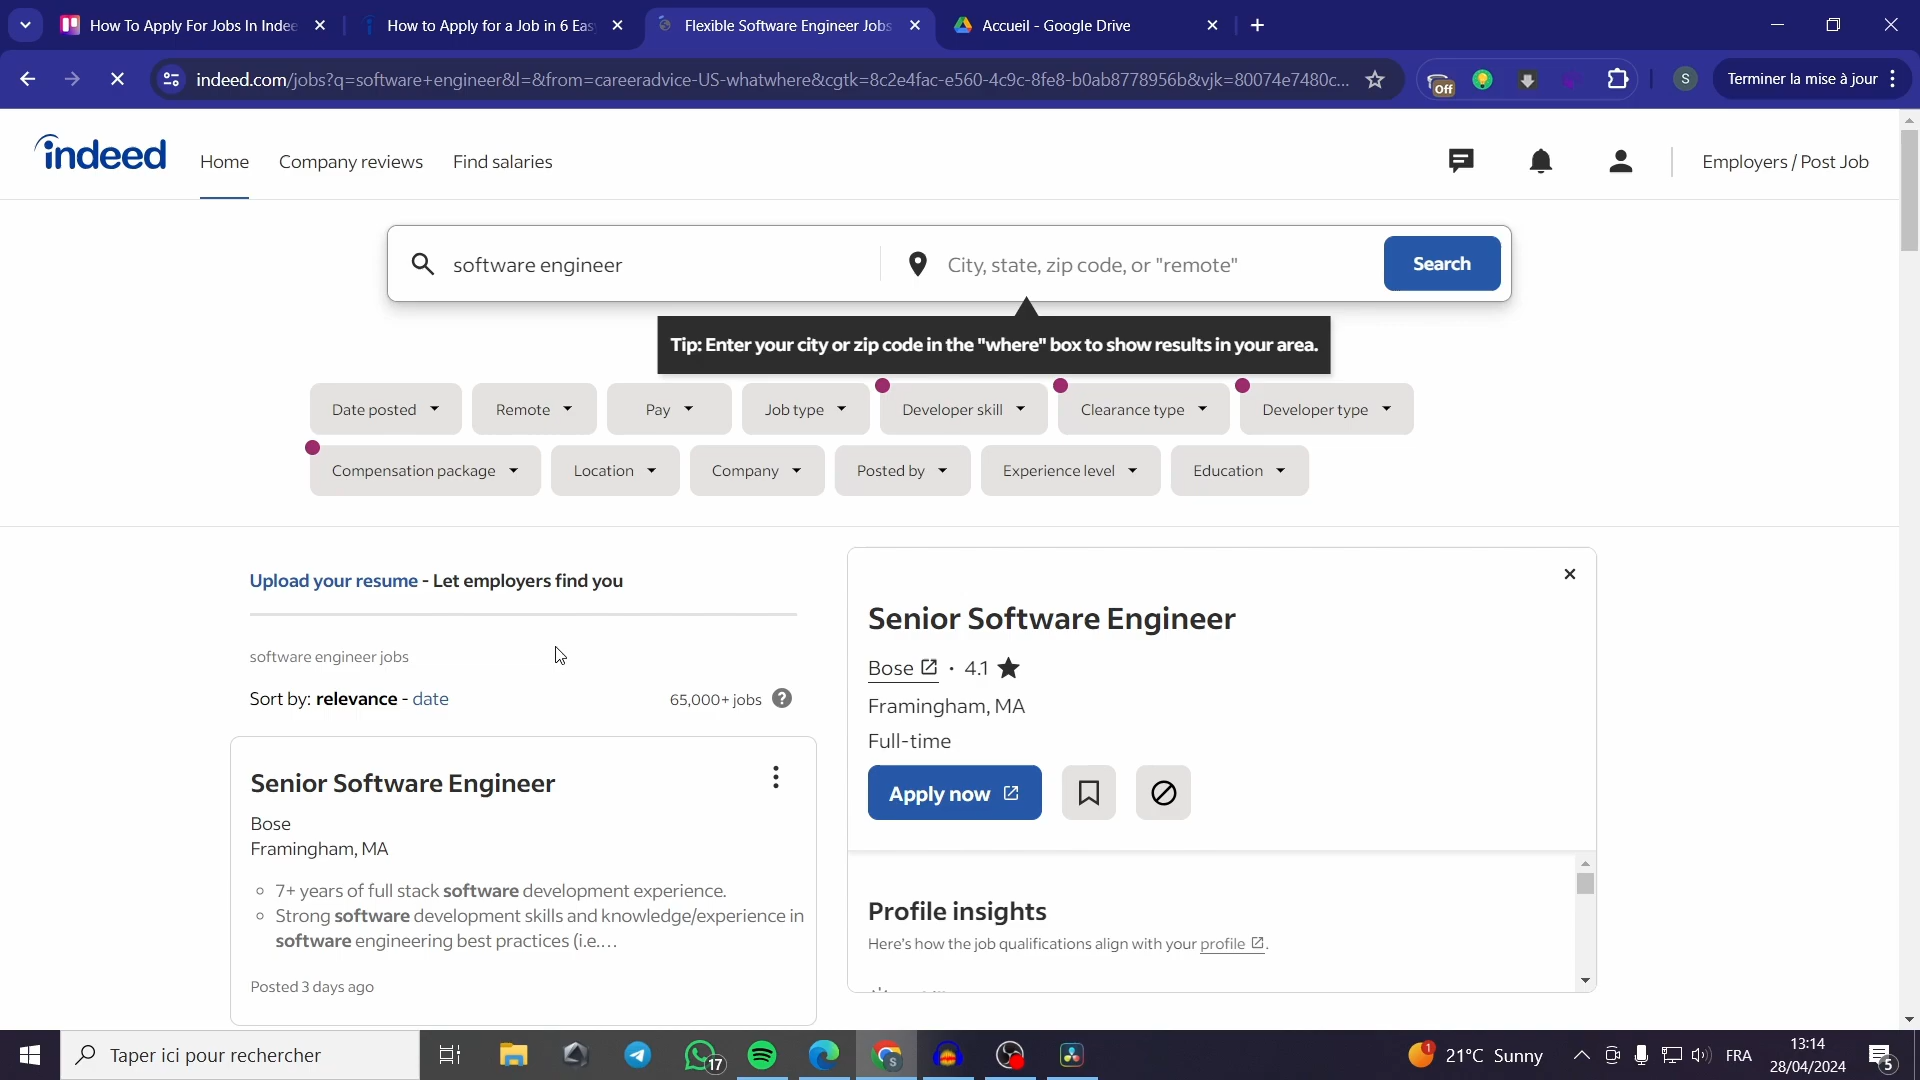 How To Apply For Jobs In Indee
How to Apply for a Job in 6 Eas
Flexible Software Engineer Jobs
Accueil - Google Drive
indeed.com/jobs?q=software+engineer&l=&from=careeradvice-US-whatwhere&cgtk=8c2e4fac-e560-4c9c-8fe8-b0ab8778956b&vjk=80074e7480c...
Off
S
Terminer la mise à jour
indeed
Home
Company reviews
Find salaries
Employers / Post Job
software engineer
City, state, zip code, or "remote"
Search
Tip: Enter your city or zip code in the "where" box to show results in your area.
Date posted
Remote
Pay
Job type
Developer skill
Clearance type
Developer type
Compensation package
Location
Company
Posted by
Experience level
Education
Upload your resume - Let employers find you
software engineer jobs
Sort by: relevance - date
65,000+ jobs ?
Senior Software Engineer
Bose
Framingham, MA
7+ years of full stack software development experience.
Strong software development skills and knowledge/experience in
software engineering best practices (i.e....
Posted 3 days ago
Senior Software Engineer
Bose · 4.1
Framingham, MA
Full-time
Apply now
Profile insights
Here's how the job qualifications align with your profile.
Taper ici pour rechercher
17
S
1
21°C Sunny
FRA
13:14
28/04/2024
5